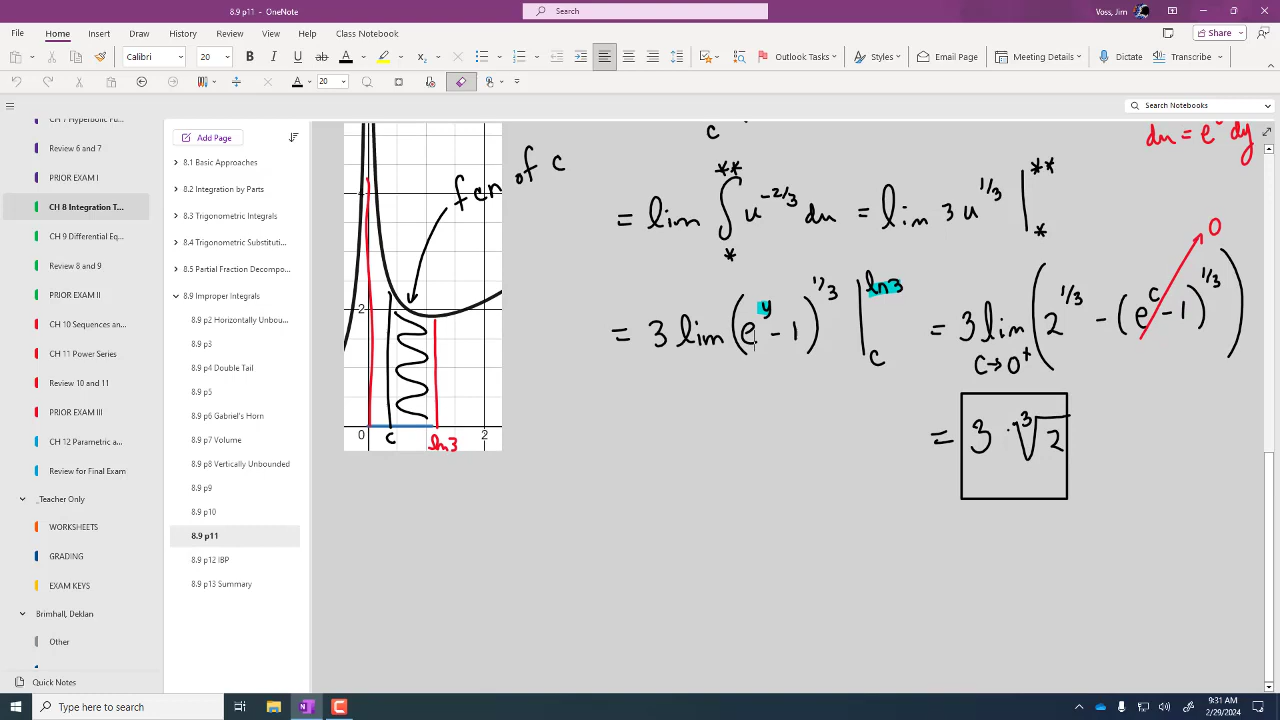 8.9 p11 - OneNote
Search
Voss, Jim
File Home Insert Draw History Review View Help Class Notebook
Share
Calibri 20 B I U ab A
Outlook Tasks Email Page Meeting Details Dictate Transcribe
A 20
Search Notebooks
CH 7 Hyperbolic Fu...
Review 6 and 7
PRIOR EXAM I
CH 8 Integration T...
CH 9 Differential Eq...
Review 8 and 9
PRIOR EXAM II
CH 10 Sequences an...
CH 11 Power Series
Review 10 and 11
PRIOR EXAM III
CH 12 Parametric a...
Review for Final Exam
_Teacher Only
WORKSHEETS
GRADING
EXAM KEYS
Brimhall, Decklan
Other
Quick Notes
Add Page
8.1 Basic Approaches
8.2 Integration by Parts
8.3 Trigonometric Integrals
8.4 Trigonometric Substituti...
8.5 Partial Fraction Decompo...
8.9 Improper Integrals
8.9 p2 Horizontally Unbou...
8.9 p3
8.9 p4 Double Tail
8.9 p5
8.9 p6 Gabriel's Horn
8.9 p7 Volume
8.9 p8 Vertically Unbounded
8.9 p9
8.9 p10
8.9 p11
8.9 p12 IBP
8.9 p13 Summary
4
2
0 c ln3 2
fcn of c
c
du = e^y dy
= lim ∫_*^** u^{-2/3} du = lim 3u^{1/3} |_*^**
= 3 lim (e^y - 1)^{1/3} |_c^{ln3} = 3 lim_{c→0⁺} (2^{1/3} - (e^c - 1)^{1/3}) 0
= 3 · ∛2
Type here to search
9:31 AM
2/29/2024